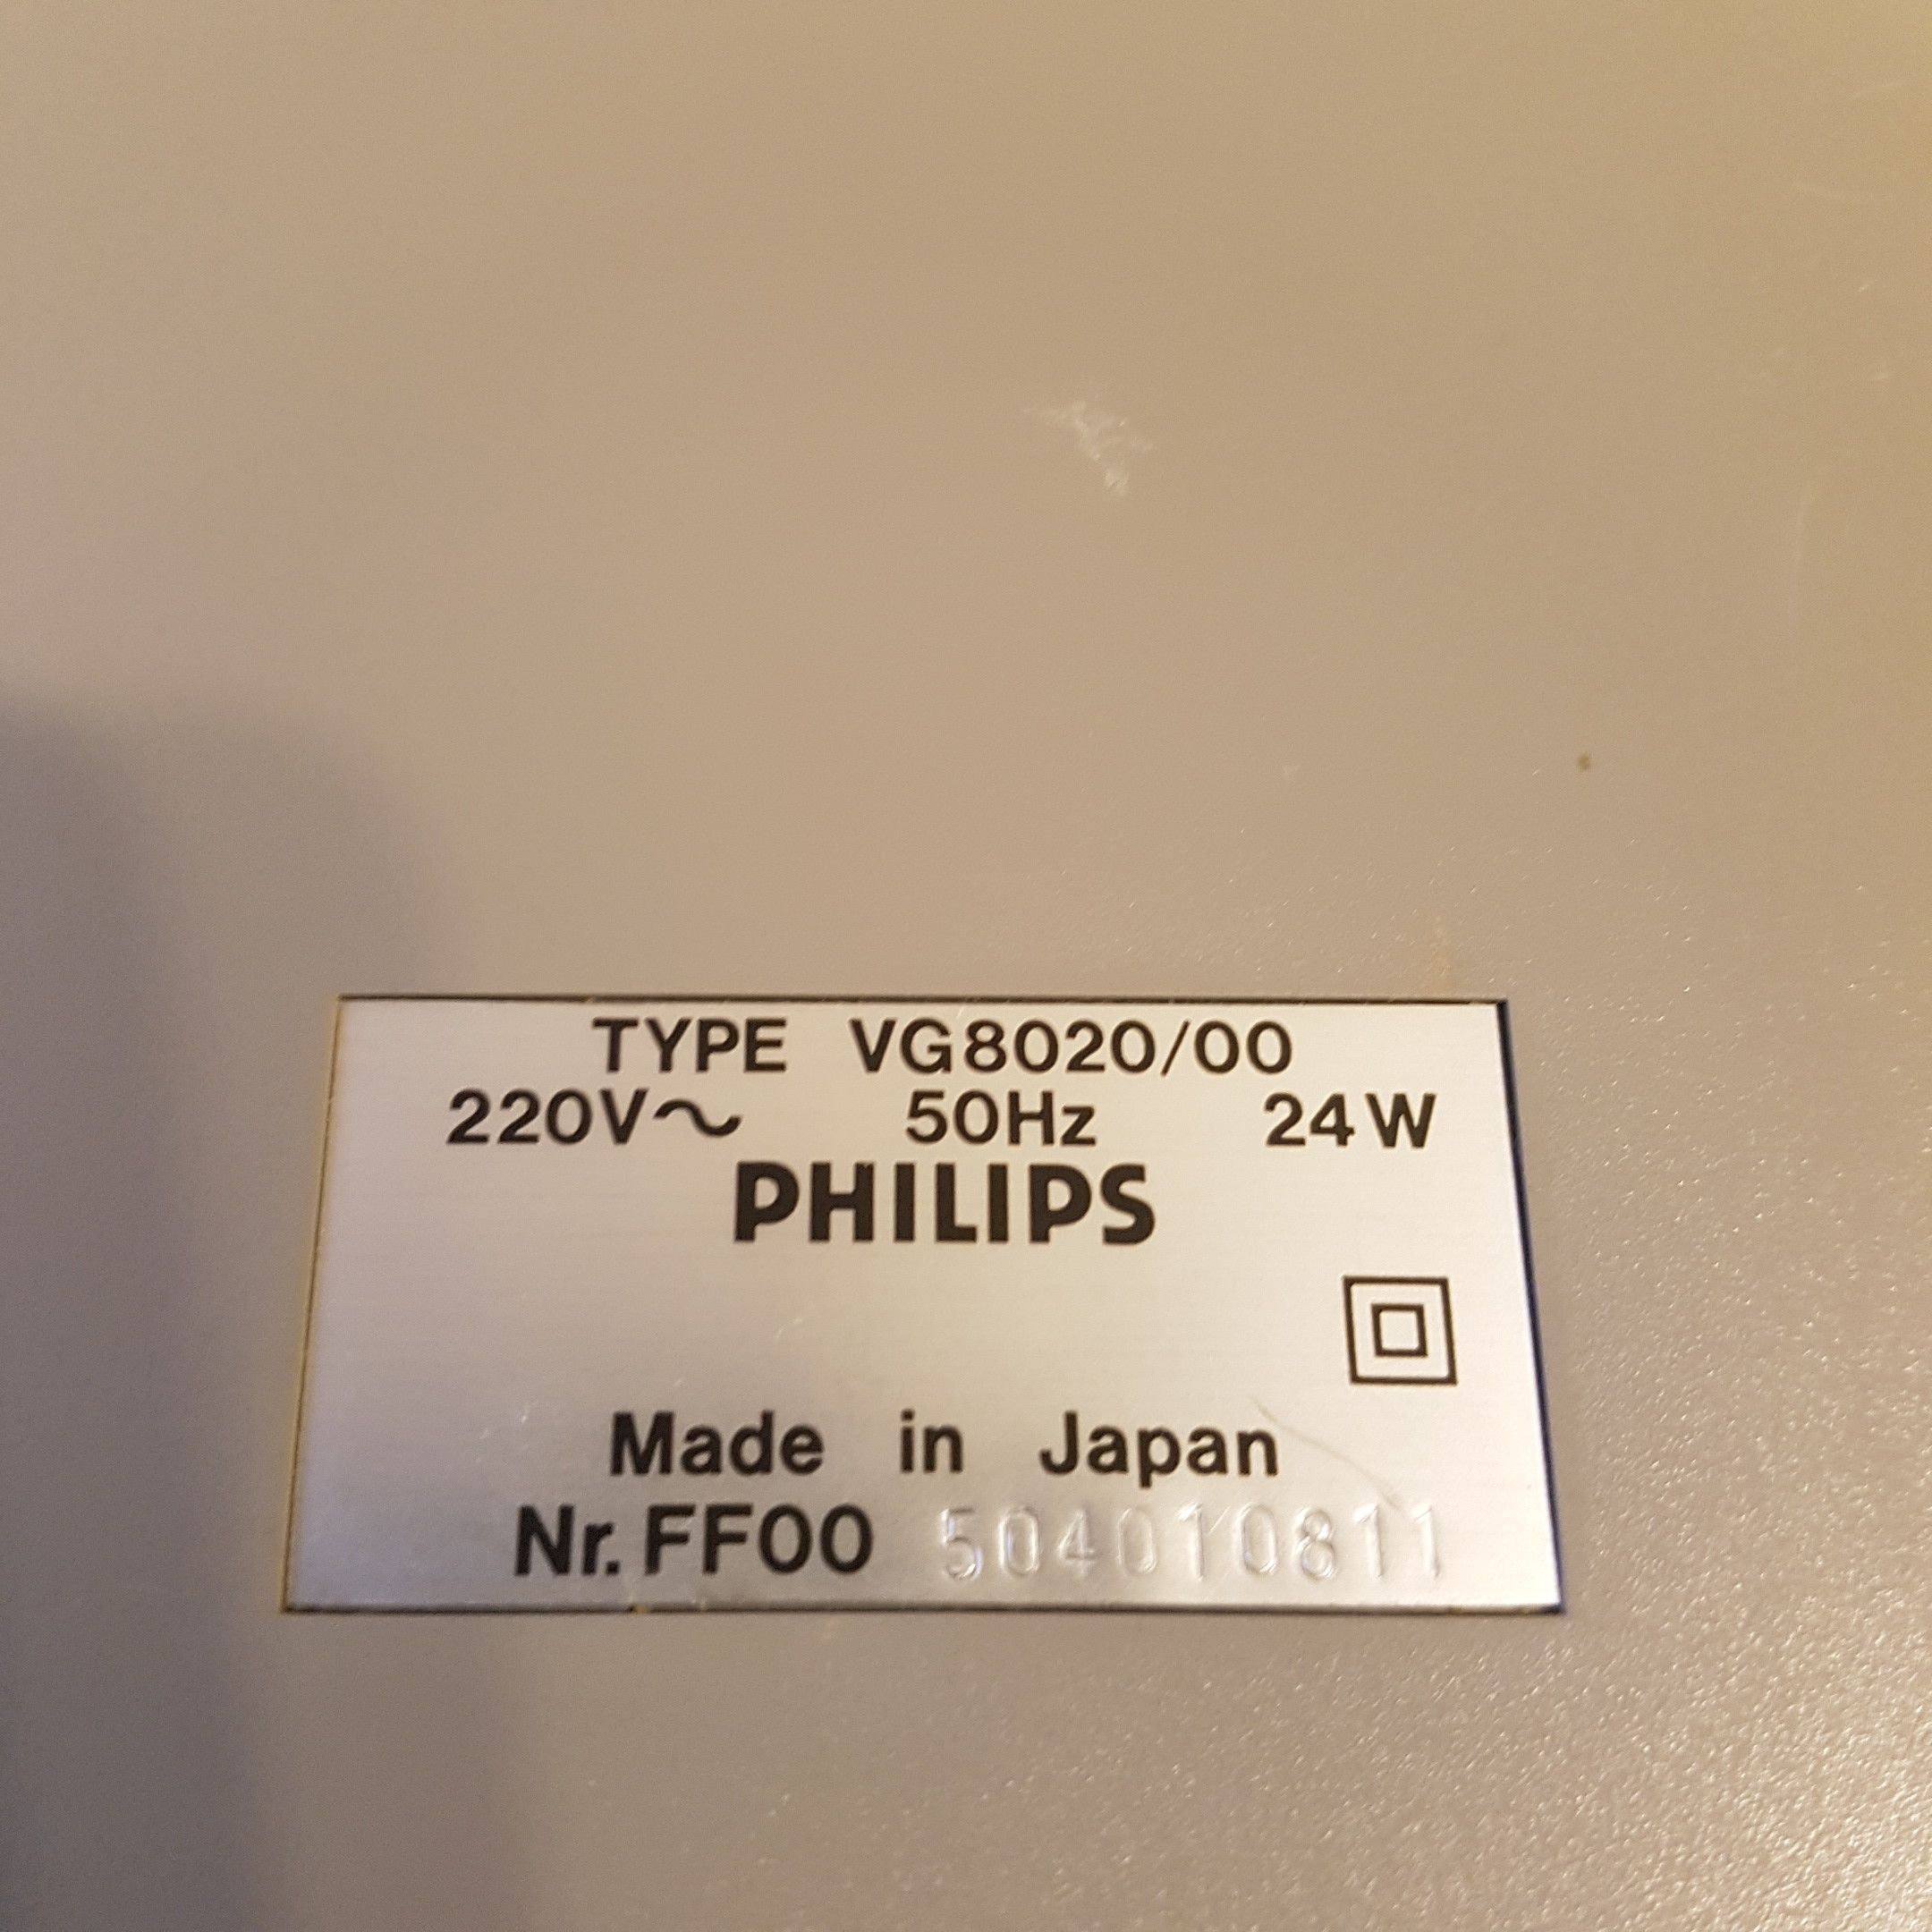 TYPE VG8020/00
220V~ 50Hz 24W
PHILIPS
Made in Japan
Nr.FF00 504010811